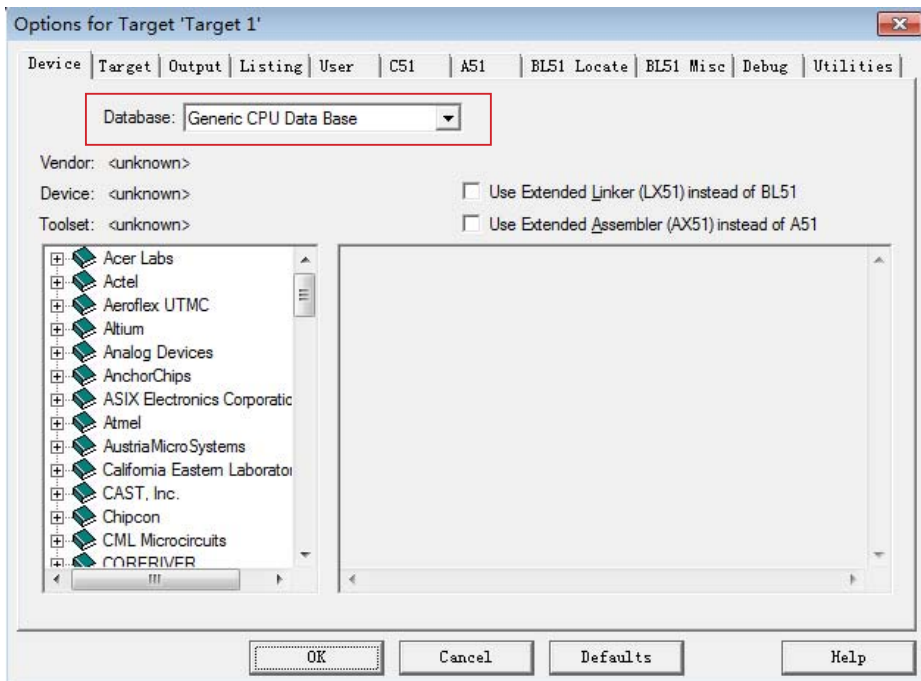 Options for Target 'Target 1'
Device Target Output Listing User C51 A51 BL51 Locate BL51 Misc Debug Utilities
Database: Generic CPU Data Base
Vendor: <unknown>
Device: <unknown>
Use Extended Linker (LX51) instead of BL51
Toolset: <unknown>
Use Extended Assembler (AX51) instead of A51
Acer Labs
Actel
Aeroflex UTMC
Altium
Analog Devices
AnchorChips
ASIX Electronics Corporatic
Atmel
AustriaMicroSystems
California Eastern Laborator
CAST, Inc.
Chipcon
CML Microcircuits
CORERIVER
OK Cancel Defaults Help